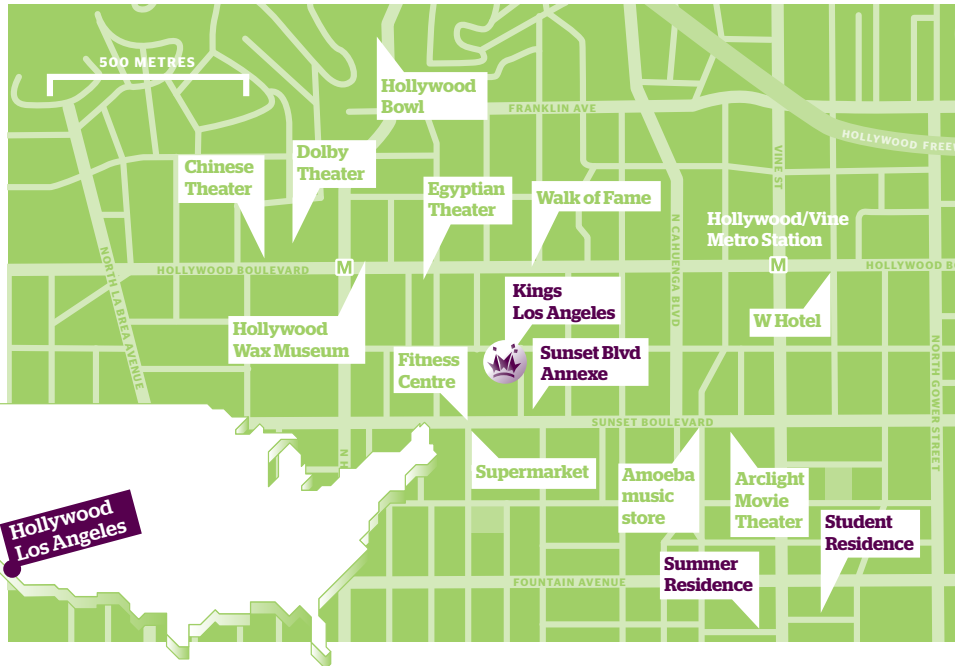 500 METRES
Hollywood
Bowl
FRANKLIN AVE
HOLLYWOOD FREEW
Chinese
Theater
Dolby
Theater
Egyptian
Theater
Walk of Fame
VINE ST
N CAHUENGA BLVD
Hollywood/Vine
Metro Station
NORTH LA BREA AVENUE
HOLLYWOOD BOULEVARD
M
M
HOLLYWOOD BO
Kings
Los Angeles
Hollywood
Wax Museum
W Hotel
Fitness
Centre
Sunset Blvd
Annexe
NORTH GOWER STREET
SUNSET BOULEVARD
N H
Supermarket
Amoeba
music
store
Arclight
Movie
Theater
Hollywood
Los Angeles
Student
Residence
Summer
Residence
FOUNTAIN AVENUE